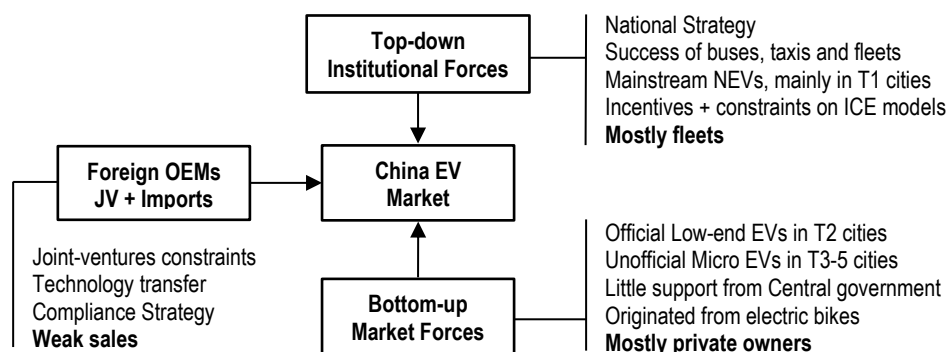 Top-down
Institutional Forces
National Strategy
Success of buses, taxis and fleets
Mainstream NEVs, mainly in T1 cities
Incentives + constraints on ICE models
Mostly fleets
Foreign OEMs
JV + Imports
China EV
Market
Joint-ventures constraints
Technology transfer
Compliance Strategy
Weak sales
Bottom-up
Market Forces
Official Low-end EVs in T2 cities
Unofficial Micro EVs in T3-5 cities
Little support from Central government
Originated from electric bikes
Mostly private owners